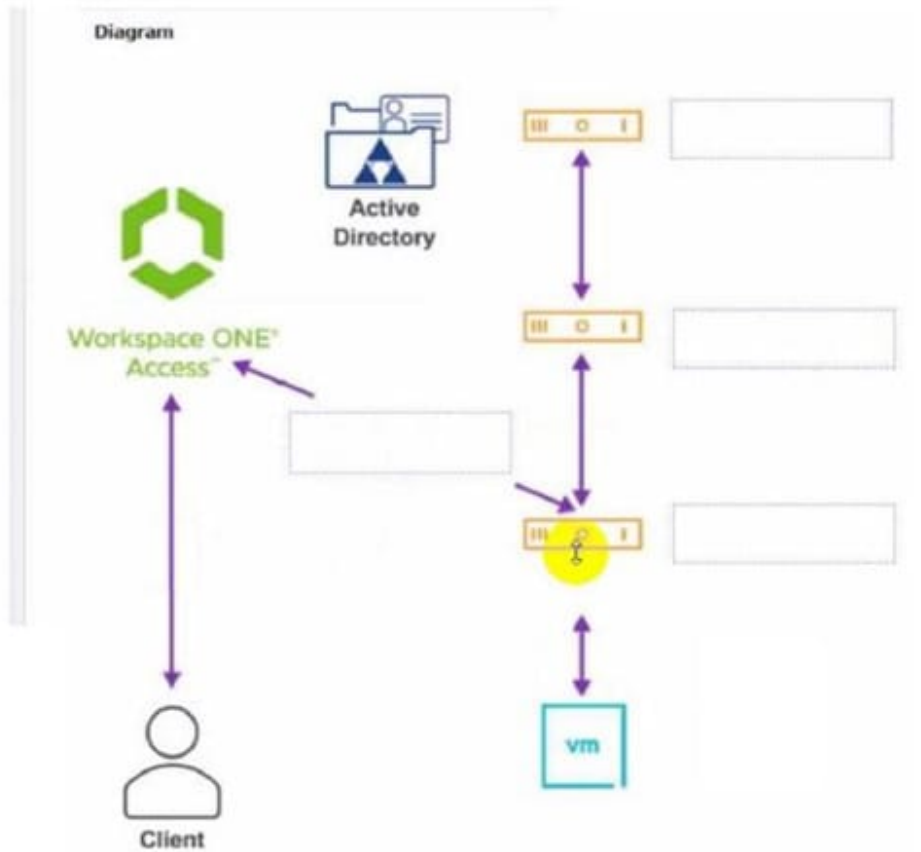 Diagram
Active
Directory
Workspace ONE®
Access™
vm
Client